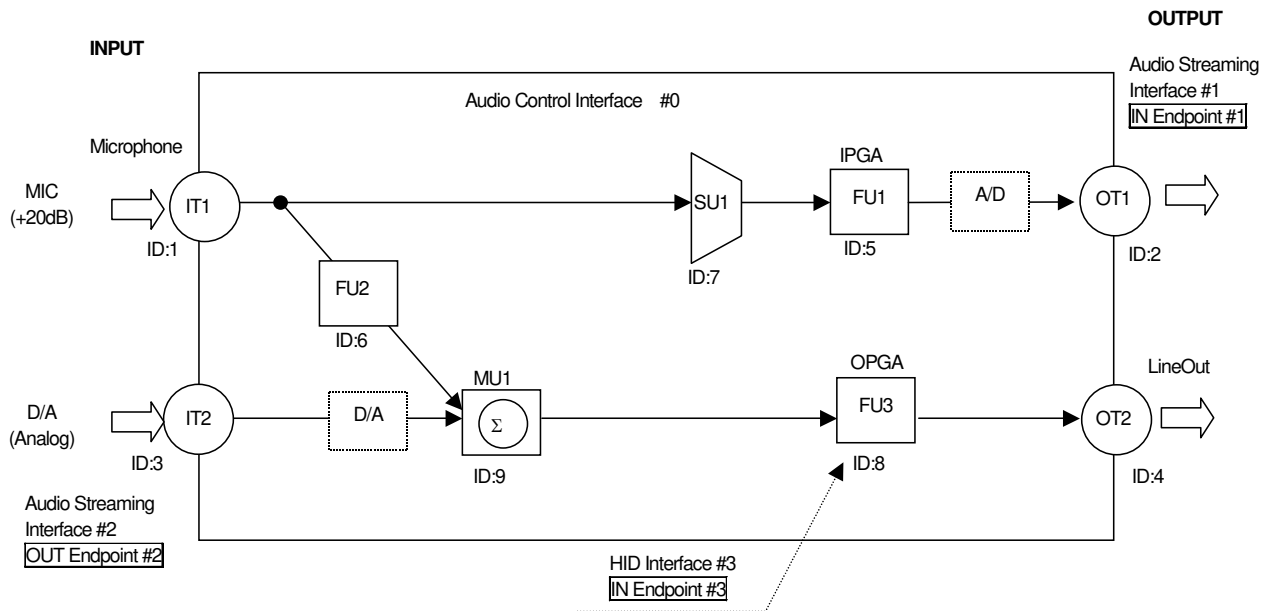 OUTPUT
INPUT
Audio Streaming
Interface #1
IN Endpoint #1
Audio Control Interface #0
Microphone
MIC
(+20dB)
IT1
ID:1
SU1
ID:7
IPGA
FU1
ID:5
A/D
OT1
ID:2
FU2
ID:6
D/A
(Analog)
IT2
ID:3
D/A
MU1
Σ
ID:9
OPGA
FU3
ID:8
LineOut
OT2
ID:4
Audio Streaming
Interface #2
OUT Endpoint #2
HID Interface #3
IN Endpoint #3